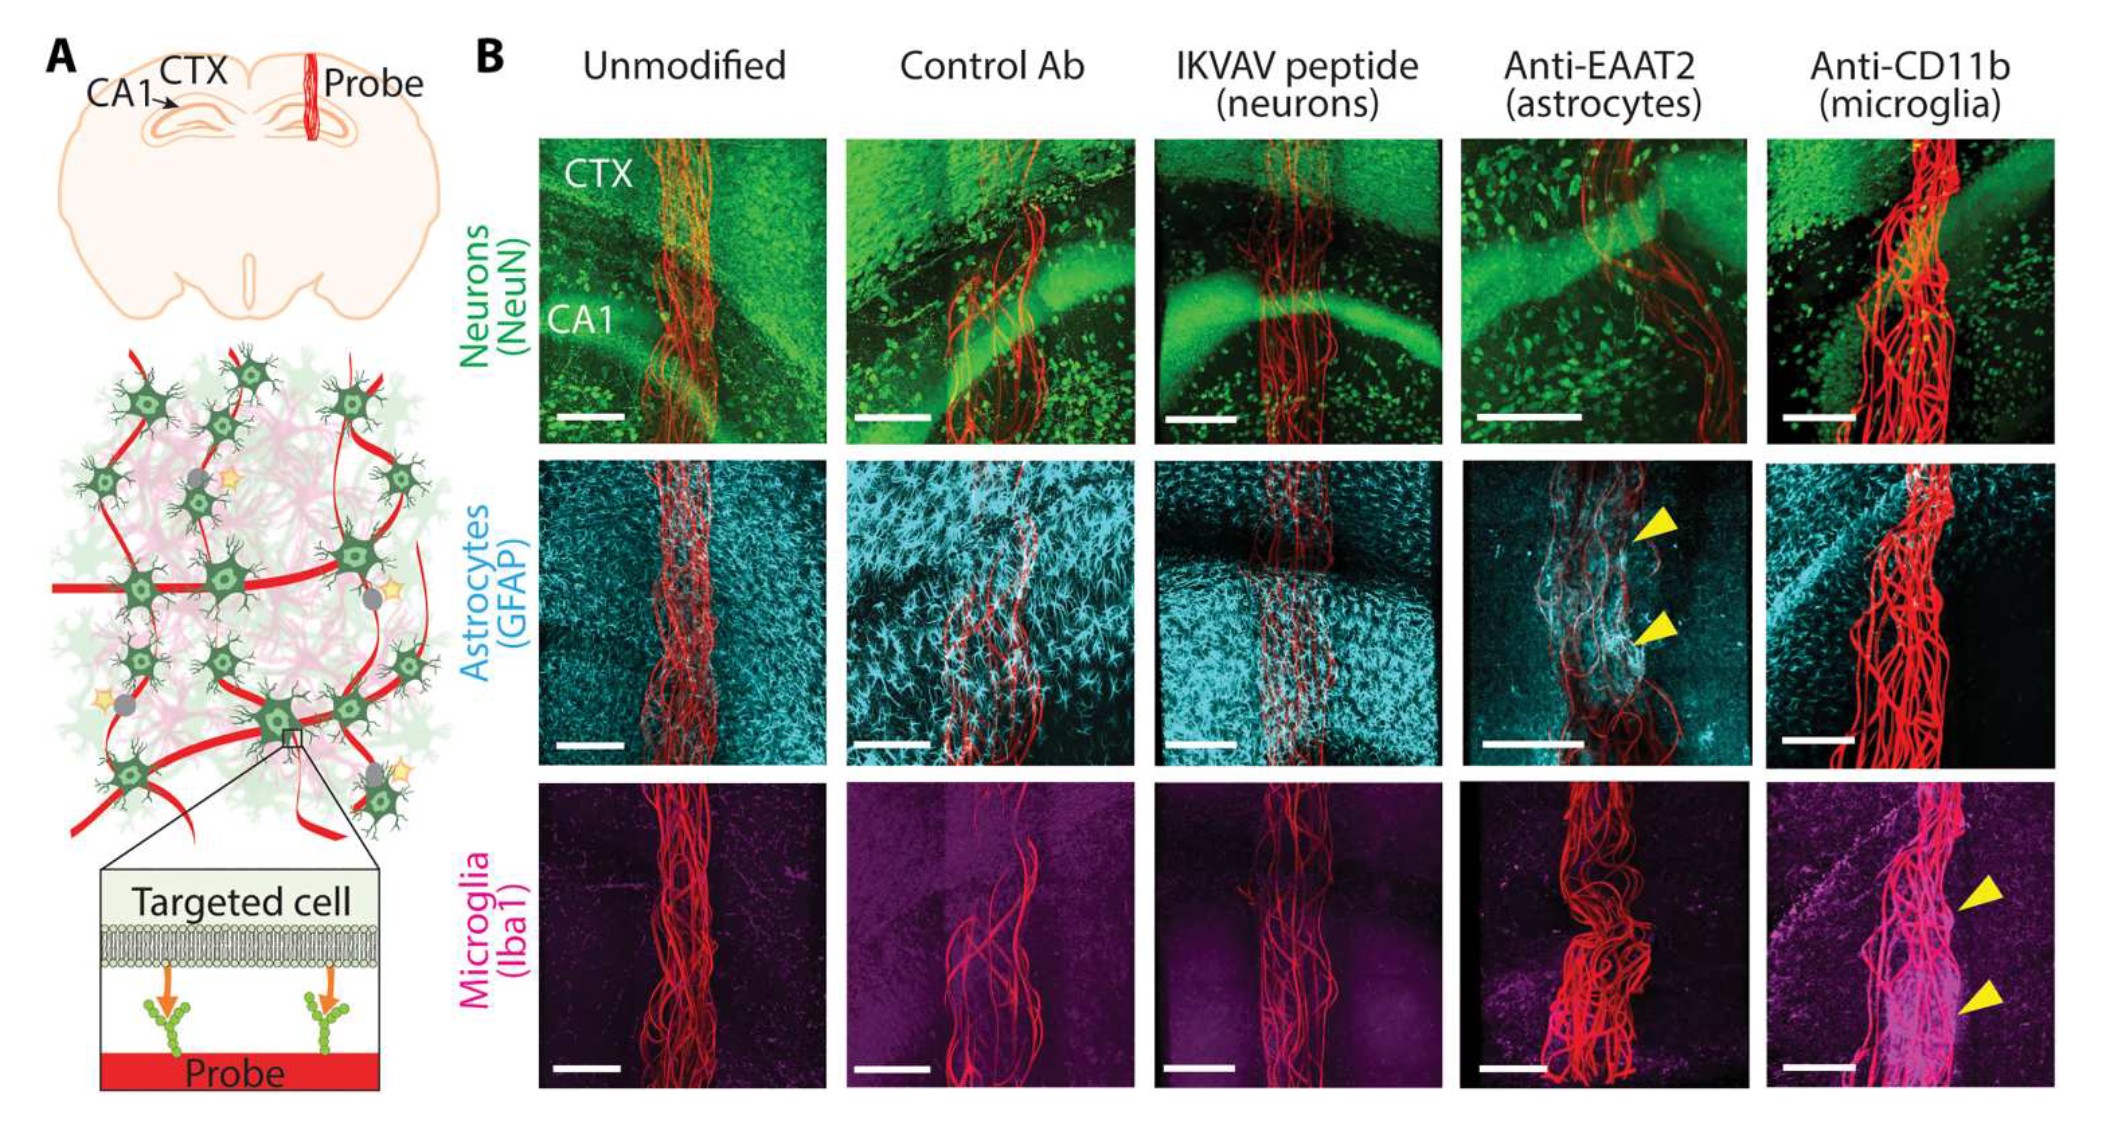 A
CTX
CA1
Probe
Targeted cell
Probe
B
Unmodified
Control Ab
IKVAV peptide
(neurons)
Anti-EAAT2
(astrocytes)
Anti-CD11b
(microglia)
Neurons
(NeuN)
CTX
CA1
Astrocytes
(GFAP)
Microglia
(Iba1)